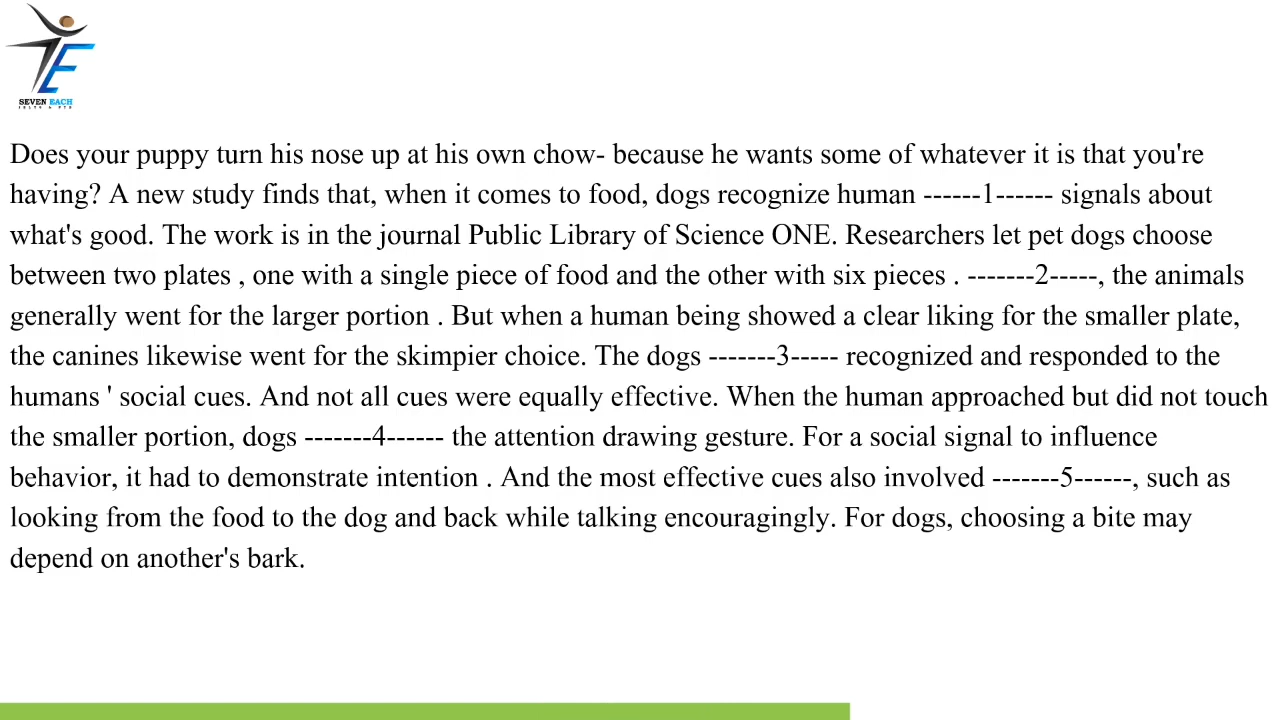 SEVEN EACH
IELTS & PTE
Does your puppy turn his nose up at his own chow- because he wants some of whatever it is that you're
having? A new study finds that, when it comes to food, dogs recognize human ------1------ signals about
what's good. The work is in the journal Public Library of Science ONE. Researchers let pet dogs choose
between two plates , one with a single piece of food and the other with six pieces . -------2-----, the animals
generally went for the larger portion . But when a human being showed a clear liking for the smaller plate,
the canines likewise went for the skimpier choice. The dogs -------3----- recognized and responded to the
humans ' social cues. And not all cues were equally effective. When the human approached but did not touch
the smaller portion, dogs -------4------ the attention drawing gesture. For a social signal to influence
behavior, it had to demonstrate intention . And the most effective cues also involved -------5------, such as
looking from the food to the dog and back while talking encouragingly. For dogs, choosing a bite may
depend on another's bark.